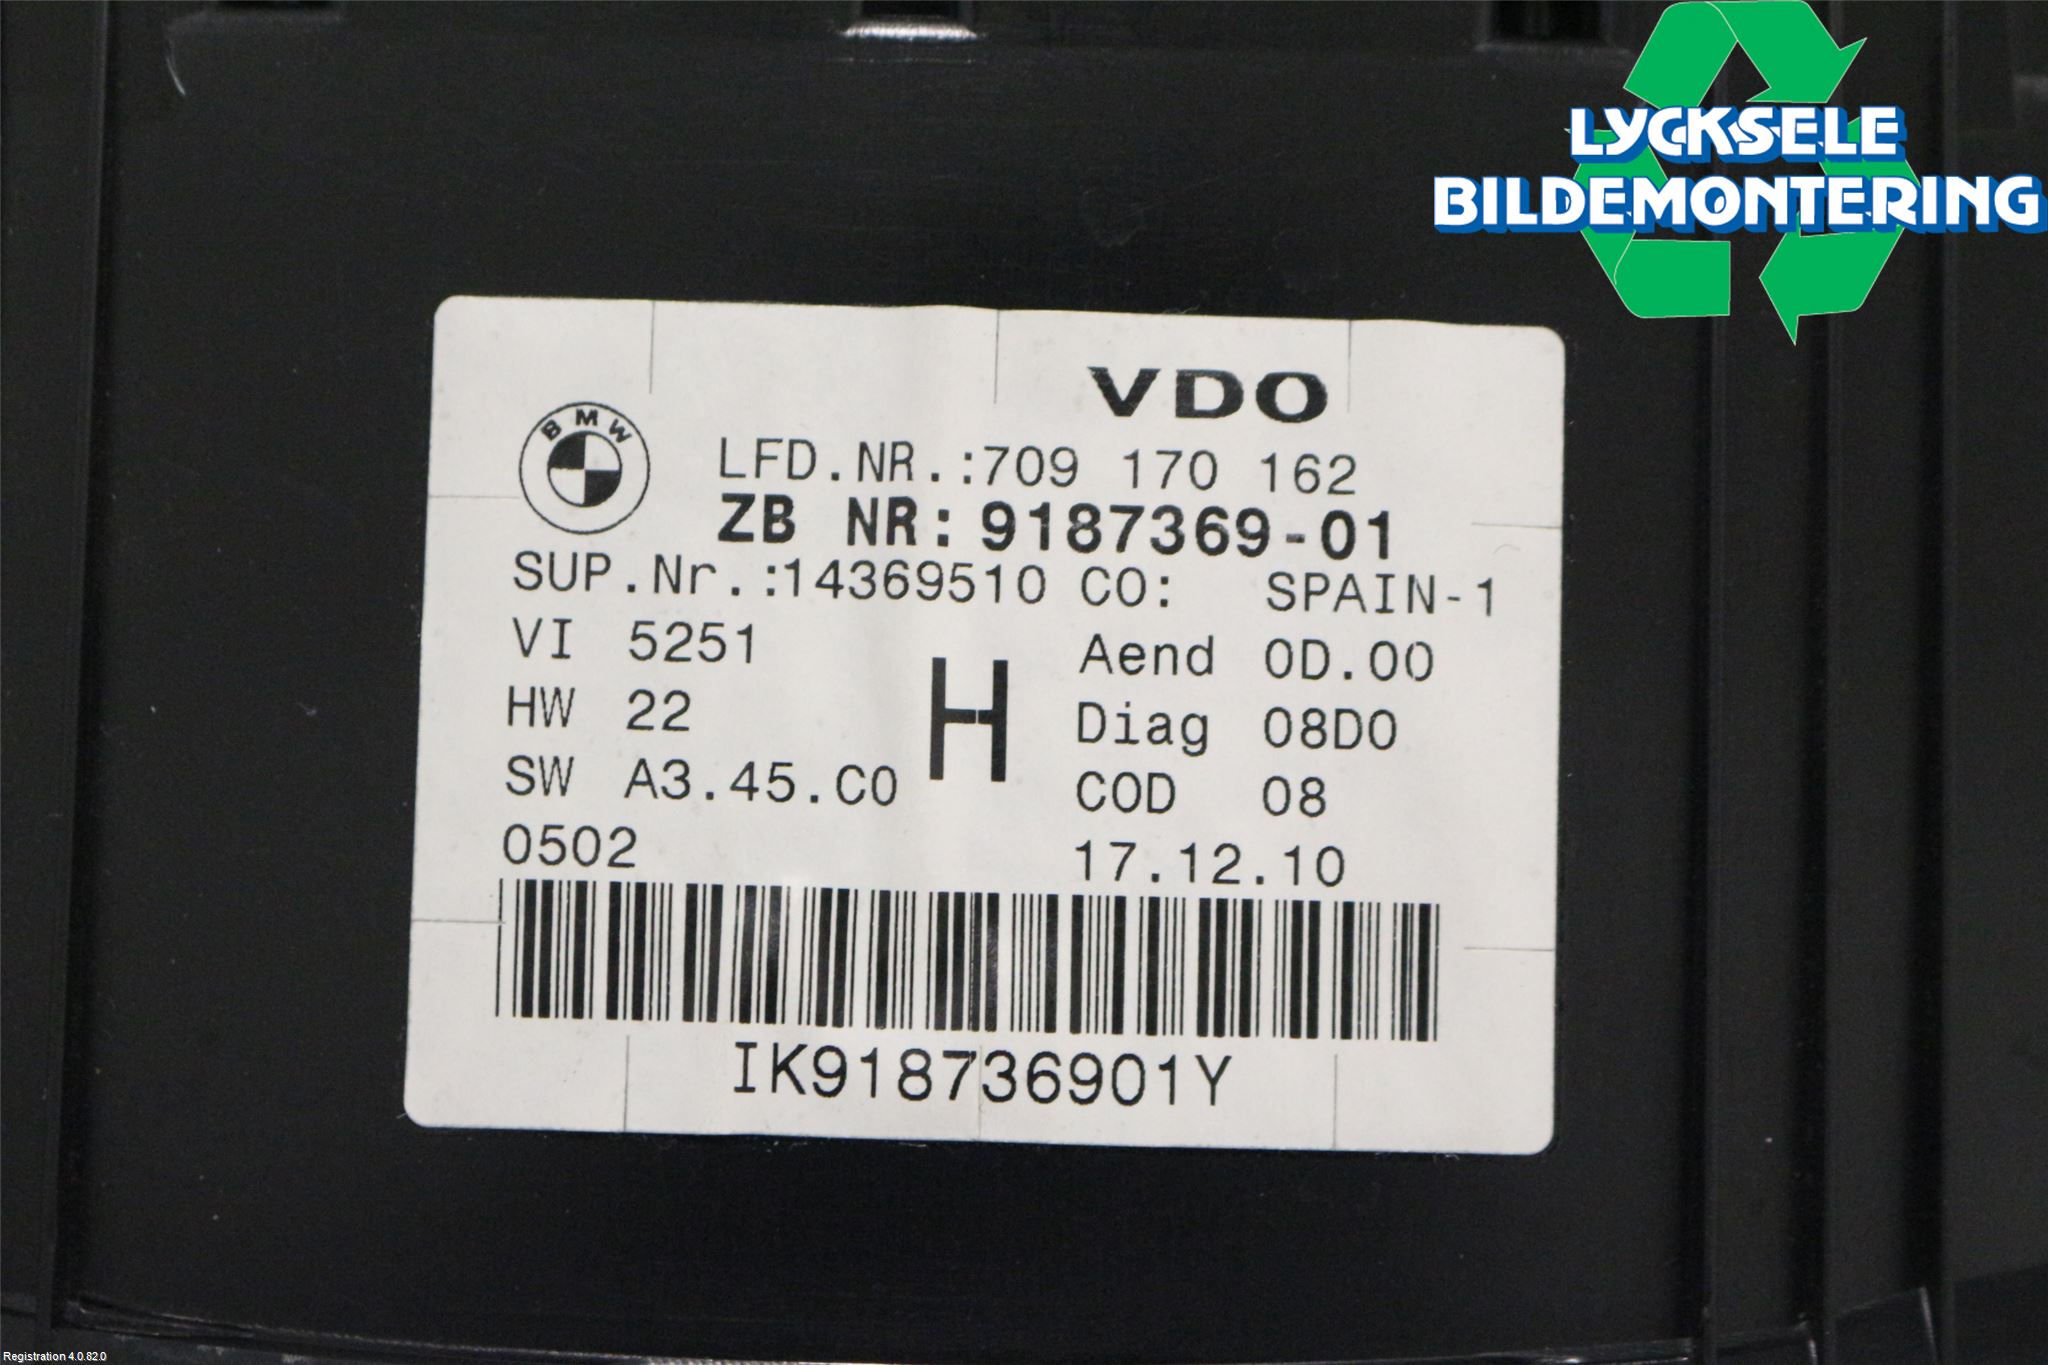 LYCKSELE
BILDEMONTERING
VDO
BMW
LFD.NR.:709 170 162
ZB NR: 9187369-01
SUP.Nr.:14369510 CO: SPAIN-1
VI 5251 Aend 0D.00
HW 22 H Diag 08D0
SW A3.45.C0 COD 08
0502 17.12.10
IK918736901Y
Registration 4.0.82.0